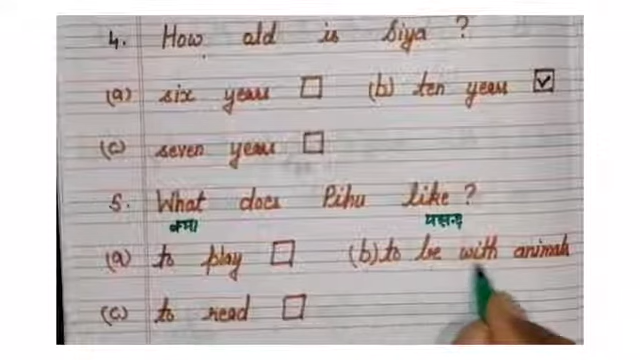 4. How old is Siya ?
(a) six years ☐ (b) ten years ☑
(c) seven years ☐
5. What does Pihu like ?
क्या पसन्द
(a) to play ☐ (b) to be with animals
(c) to read ☐